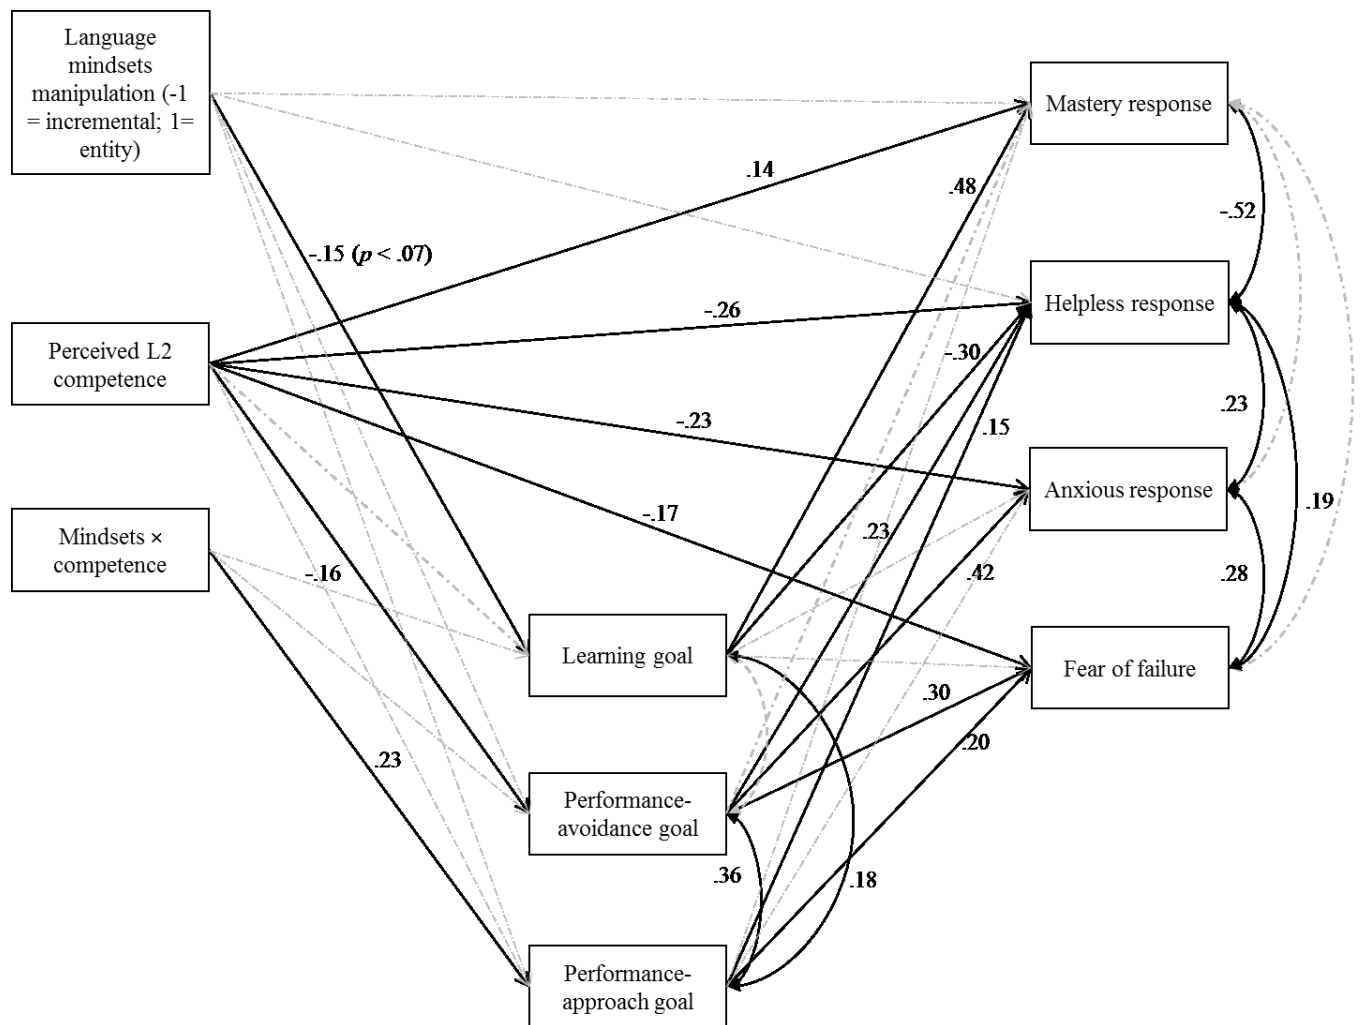 Language
mindsets
manipulation (-1
= incremental; 1=
entity)
Mastery response
.14
.48
-.52
-.15 (p < .07)
Perceived L2
competence
-.26
Helpless response
-.30
-.23
.15
.23
Anxious response
-.17
.19
Mindsets ×
competence
.23
-.16
.42
.28
Learning goal
Fear of failure
.30
.23
.20
Performance-
avoidance goal
.36
.18
Performance-
approach goal